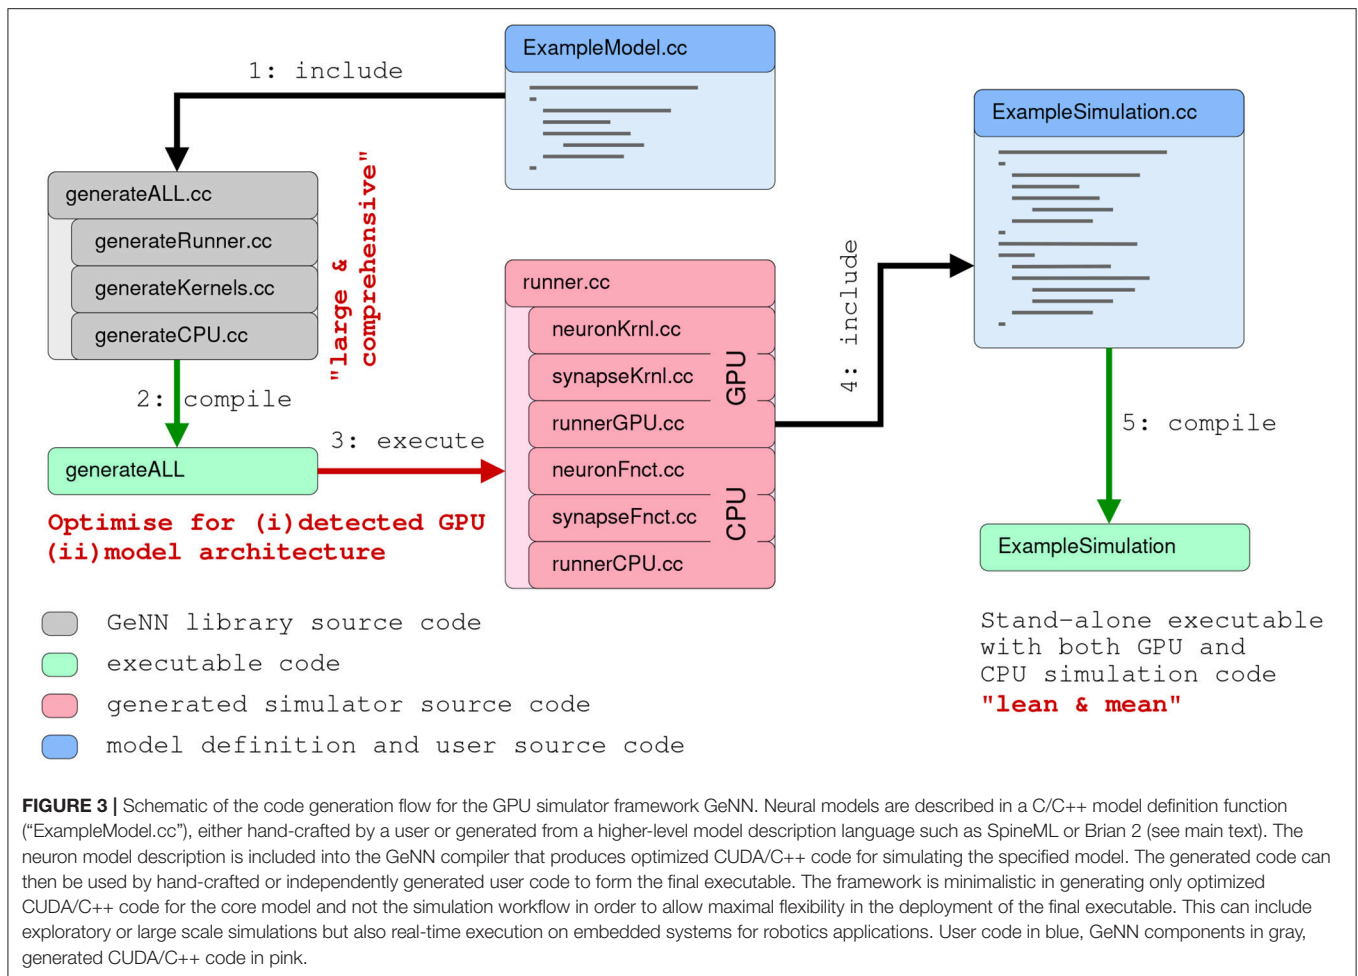 ExampleModel.cc
1: include
generateALL.cc
generateRunner.cc
generateKernels.cc
generateCPU.cc
"large &
comprehensive"
2: compile
generateALL
3: execute
Optimise for (i)detected GPU
(ii)model architecture
runner.cc
neuronKrnl.cc
synapseKrnl.cc
runnerGPU.cc
GPU
neuronFnct.cc
synapseFnct.cc
runnerCPU.cc
CPU
4: include
ExampleSimulation.cc
5: compile
ExampleSimulation
Stand-alone executable
with both GPU and
CPU simulation code
"lean & mean"
GeNN library source code
executable code
generated simulator source code
model definition and user source code
FIGURE 3 | Schematic of the code generation flow for the GPU simulator framework GeNN. Neural models are described in a C/C++ model definition function
(“ExampleModel.cc”), either hand-crafted by a user or generated from a higher-level model description language such as SpineML or Brian 2 (see main text). The
neuron model description is included into the GeNN compiler that produces optimized CUDA/C++ code for simulating the specified model. The generated code can
then be used by hand-crafted or independently generated user code to form the final executable. The framework is minimalistic in generating only optimized
CUDA/C++ code for the core model and not the simulation workflow in order to allow maximal flexibility in the deployment of the final executable. This can include
exploratory or large scale simulations but also real-time execution on embedded systems for robotics applications. User code in blue, GeNN components in gray,
generated CUDA/C++ code in pink.